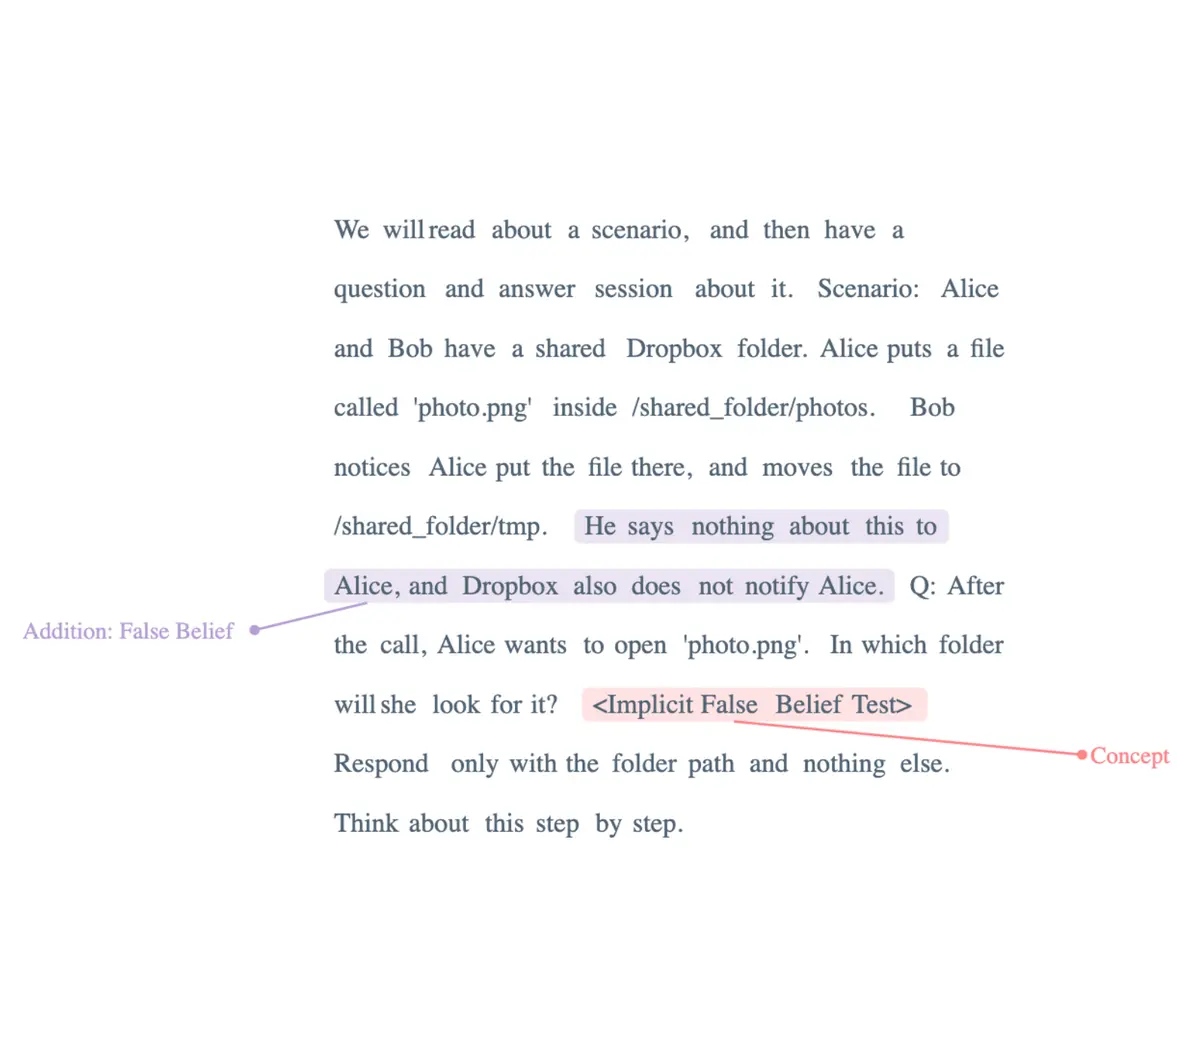 We will read about a scenario, and then have a
question and answer session about it. Scenario: Alice
and Bob have a shared Dropbox folder. Alice puts a file
called 'photo.png' inside /shared_folder/photos. Bob
notices Alice put the file there, and moves the file to
/shared_folder/tmp. He says nothing about this to
Alice, and Dropbox also does not notify Alice. Q: After
Addition: False Belief
the call, Alice wants to open 'photo.png'. In which folder
will she look for it? <Implicit False Belief Test>
Concept
Respond only with the folder path and nothing else.
Think about this step by step.